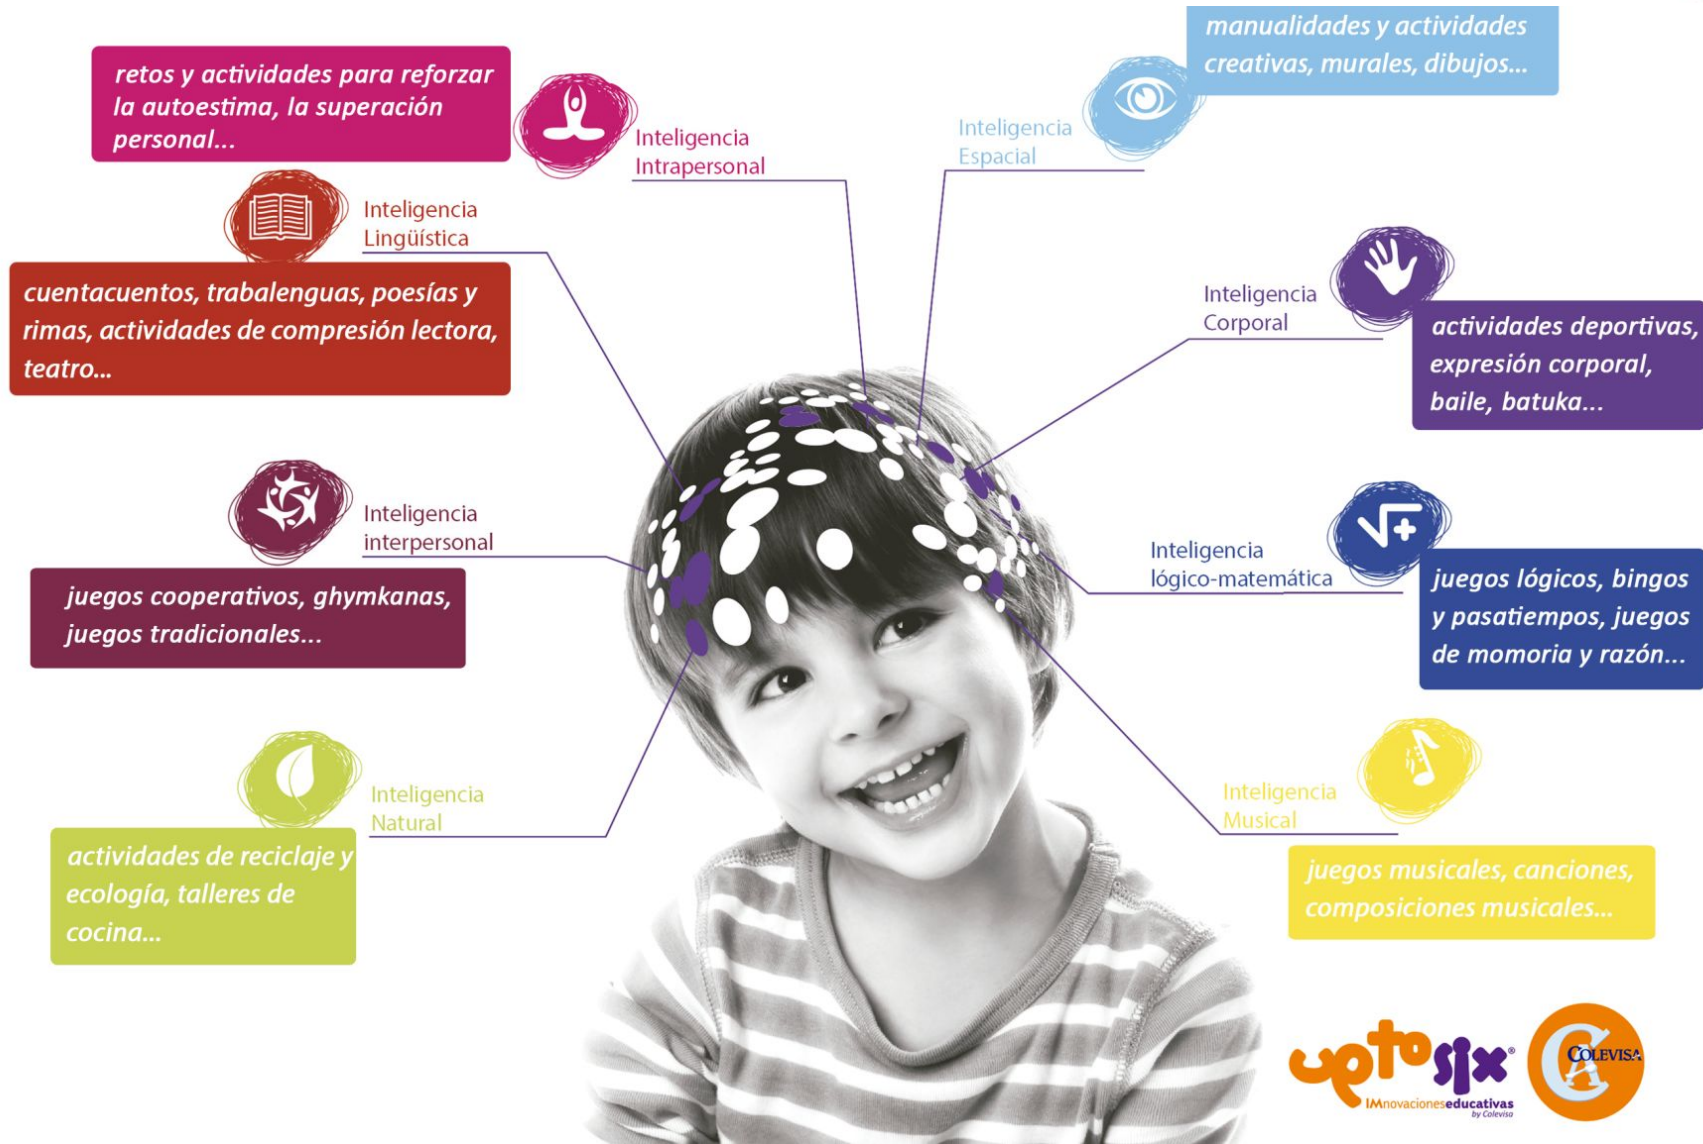 retos y actividades para reforzar
la autoestima, la superación
personal...
Inteligencia
Intrapersonal
manualidades y actividades
creativas, murales, dibujos...
Inteligencia
Espacial
Inteligencia
Lingüística
cuentacuentos, trabalenguas, poesías y
rimas, actividades de compresión lectora,
teatro...
Inteligencia
Corporal
actividades deportivas,
expresión corporal,
baile, batuka...
Inteligencia
interpersonal
juegos cooperativos, ghymkanas,
juegos tradicionales...
Inteligencia
lógico-matemática
juegos lógicos, bingos
y pasatiempos, juegos
de momoria y razón...
Inteligencia
Natural
actividades de reciclaje y
ecología, talleres de
cocina...
Inteligencia
Musical
juegos musicales, canciones,
composiciones musicales...
uptosix®
IMnovacioneseducativas
by Colevisa
CA
COLEVISA